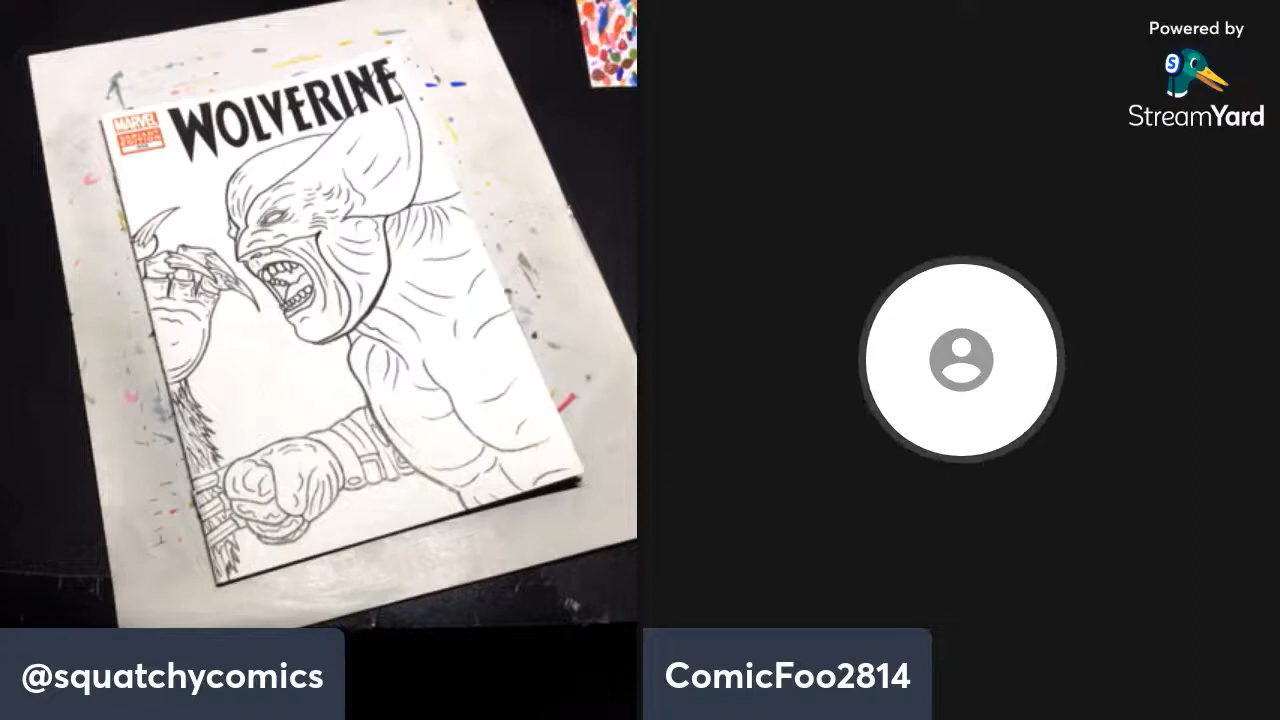 Powered by
StreamYard
WOLVERINE
MARVEL
VARIANT
EDITION
@squatchycomics
ComicFoo2814